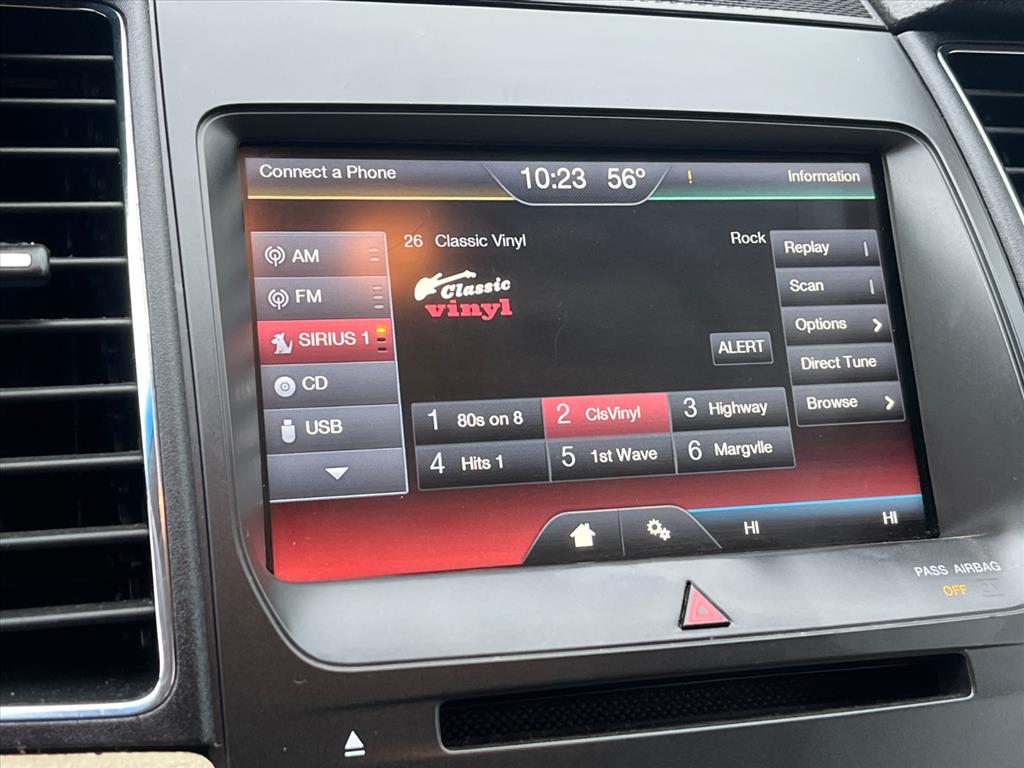 Connect a Phone 10:23 56° ! Information
26 Classic Vinyl Rock
Classic
vinyl
AM
FM
SIRIUS 1
CD
USB
Replay
Scan
Options
Direct Tune
Browse
ALERT
1 80s on 8 2 ClsVinyl 3 Highway
4 Hits 1 5 1st Wave 6 Margvlle
HI HI
PASS AIRBAG
OFF